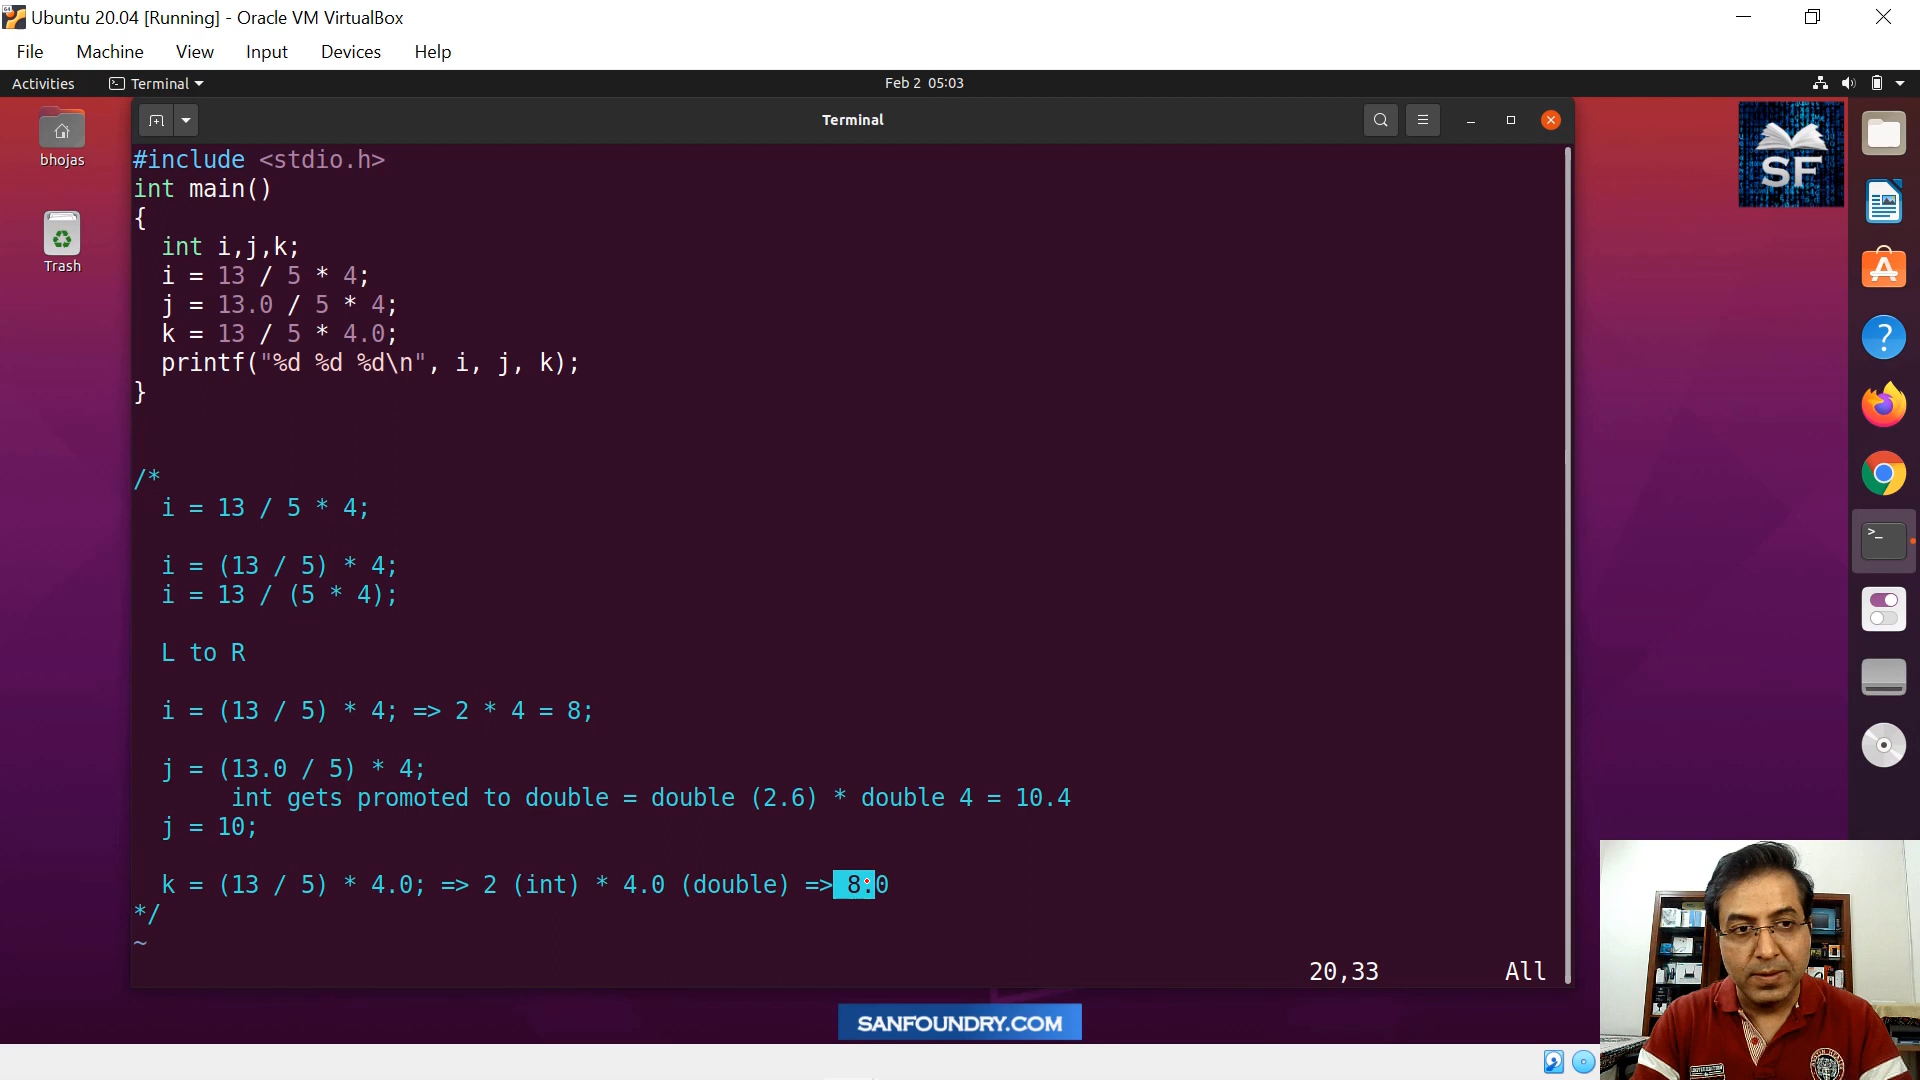 Ubuntu 20.04 [Running] - Oracle VM VirtualBox
File Machine View Input Devices Help
Activities Terminal Feb 2 05:03
Terminal
bhojas
Trash
SF
#include <stdio.h>
int main()
{
int i,j,k;
i = 13 / 5 * 4;
j = 13.0 / 5 * 4;
k = 13 / 5 * 4.0;
printf("%d %d %d\n", i, j, k);
}
/*
i = 13 / 5 * 4;
i = (13 / 5) * 4;
i = 13 / (5 * 4);
L to R
i = (13 / 5) * 4; => 2 * 4 = 8;
j = (13.0 / 5) * 4;
int gets promoted to double = double (2.6) * double 4 = 10.4
j = 10;
k = (13 / 5) * 4.0; => 2 (int) * 4.0 (double) => 8.0
*/
~
20,33 All
SANFOUNDRY.COM